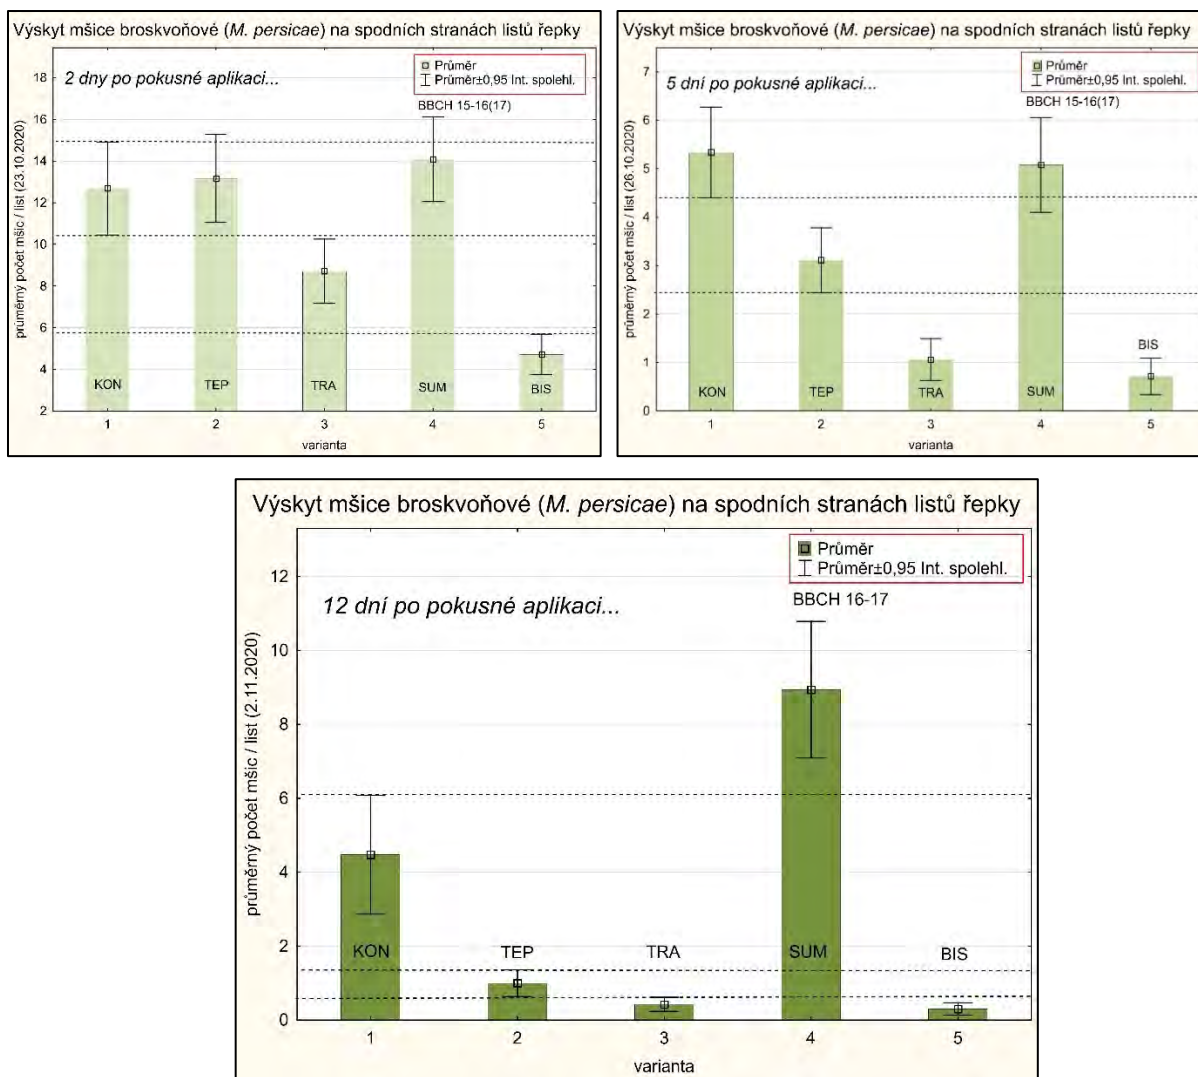 Výskyt mšice broskvoňové (M. persicae) na spodních stranách listů řepky
2 dny po pokusné aplikaci...
Průměr
Průměr±0,95 Int. spolehl.
BBCH 15-16(17)
průměrný počet mšic / list (23.10.2020)
18
16
14
12
10
8
6
4
2
KON
TEP
TRA
SUM
BIS
1 2 3 4 5
varianta
Výskyt mšice broskvoňové (M. persicae) na spodních stranách listů řepky
5 dní po pokusné aplikaci...
Průměr
Průměr±0,95 Int. spolehl.
BBCH 15-16(17)
průměrný počet mšic / list (26.10.2020)
7
6
5
4
3
2
1
0
KON
TEP
TRA
SUM
BIS
1 2 3 4 5
varianta
Výskyt mšice broskvoňové (M. persicae) na spodních stranách listů řepky
12 dní po pokusné aplikaci...
Průměr
Průměr±0,95 Int. spolehl.
BBCH 16-17
průměrný počet mšic / list (2.11.2020)
12
10
8
6
4
2
0
KON
TEP
TRA
SUM
BIS
1 2 3 4 5
varianta